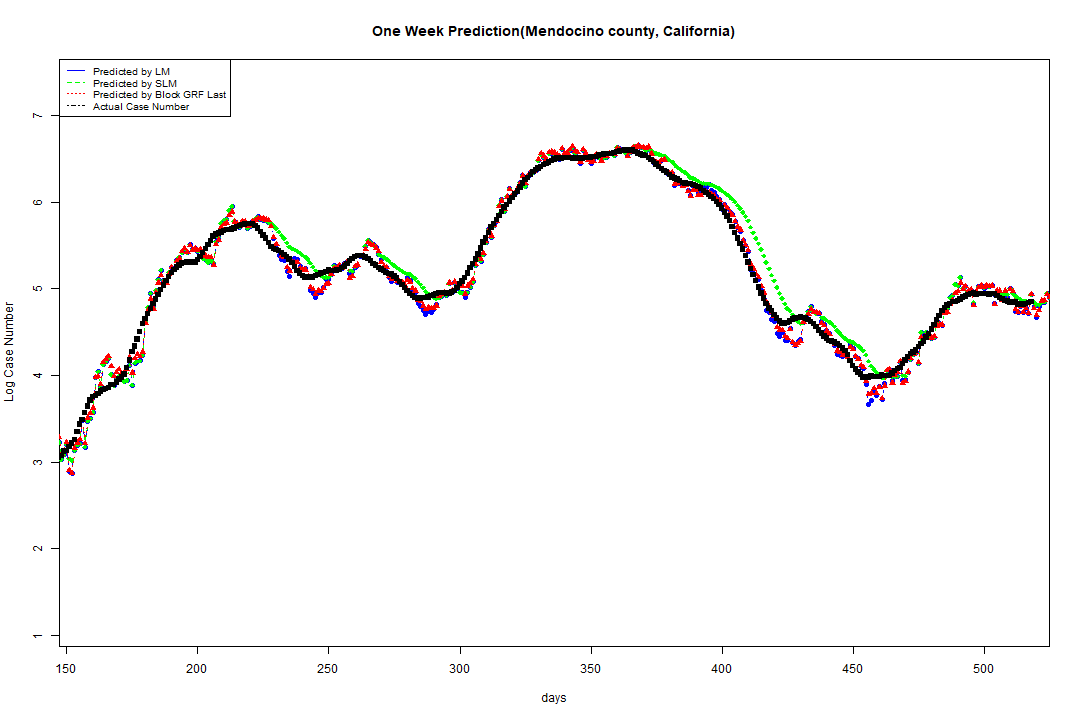 One Week Prediction(Mendocino county, California)
Predicted by LM
Predicted by SLM
Predicted by Block GRF Last
Actual Case Number
7
6
5
4
3
2
1
Log Case Number
150 200 250 300 350 400 450 500
days